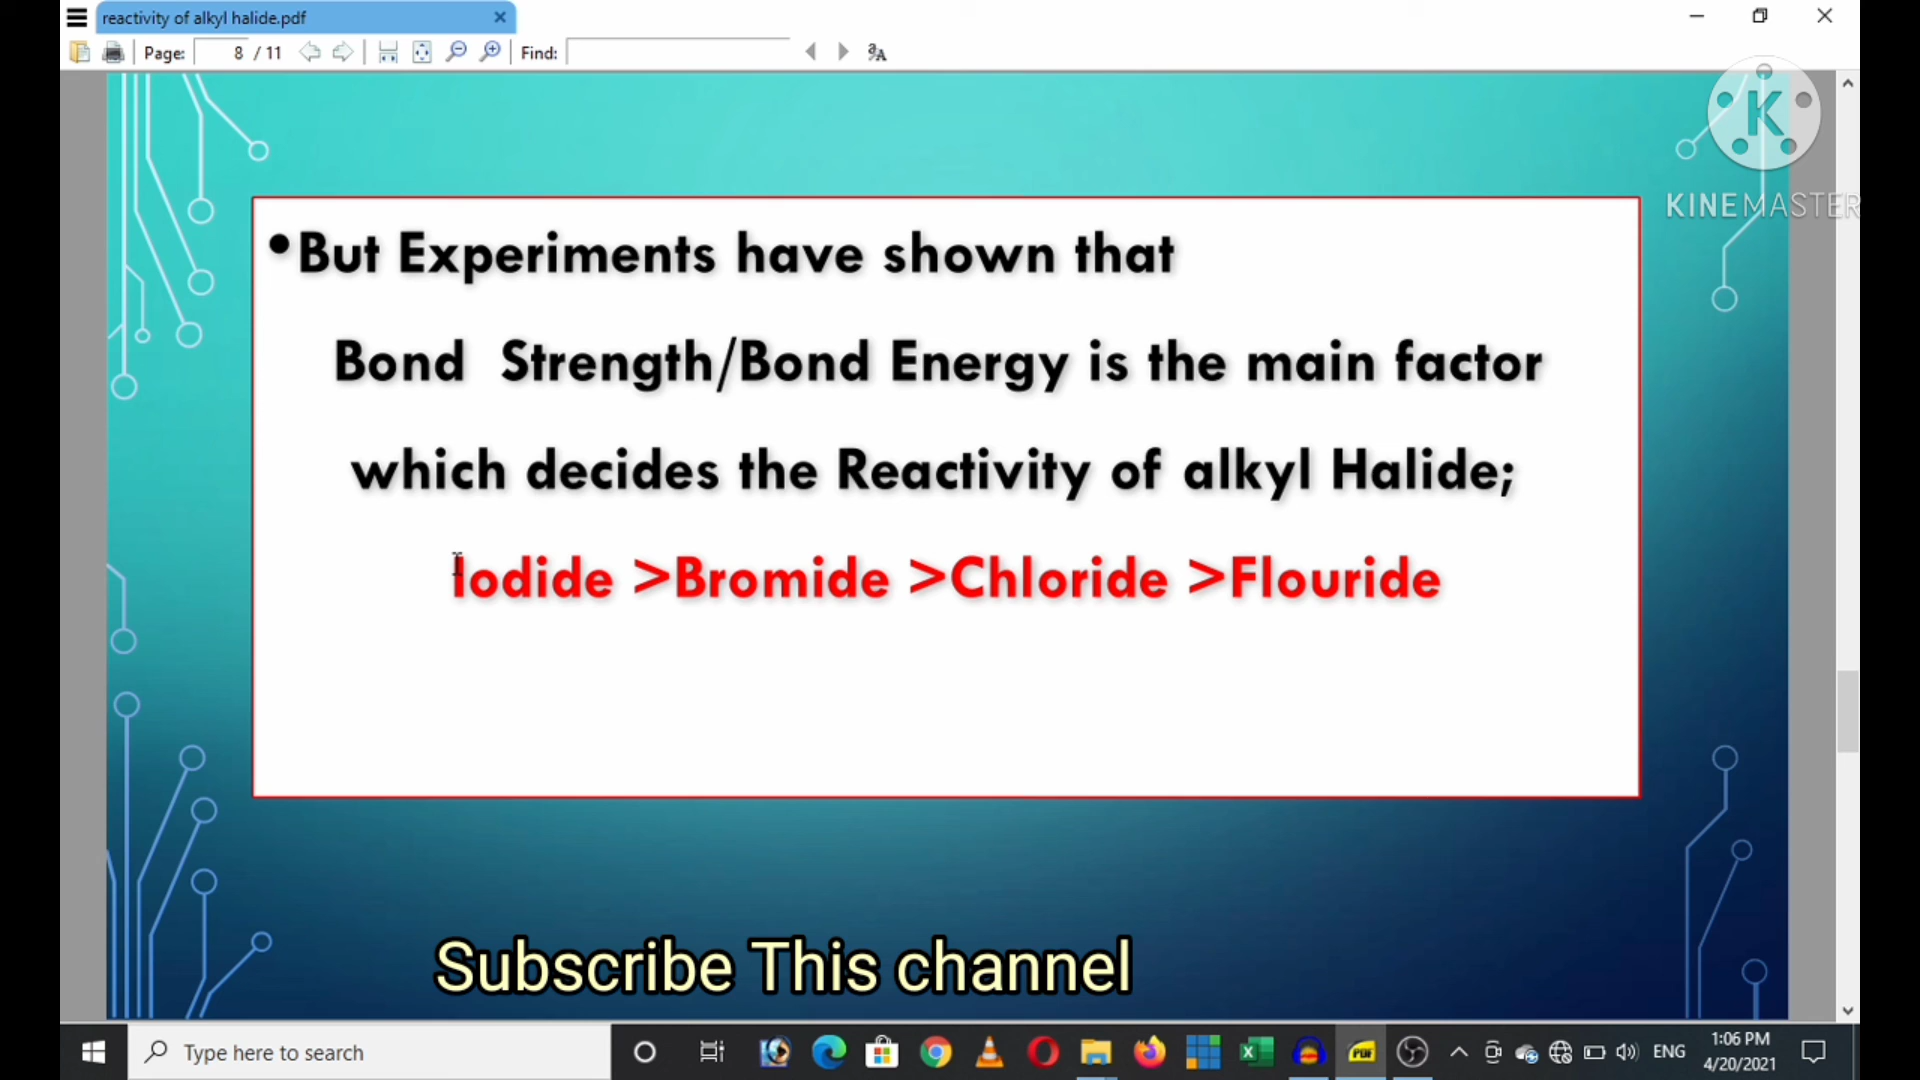 reactivity of alkyl halide.pdf
Page: 8 / 11 Find:
K
KINEMASTER
•But Experiments have shown that
Bond Strength/Bond Energy is the main factor
which decides the Reactivity of alkyl Halide;
Iodide >Bromide >Chloride >Flouride
Subscribe This channel
Type here to search
PDF
ENG
1:06 PM
4/20/2021